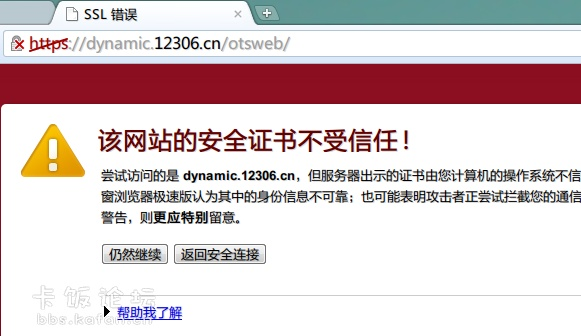 SSL 错误
https://dynamic.12306.cn/otsweb/
该网站的安全证书不受信任！
尝试访问的是 dynamic.12306.cn，但服务器出示的证书由您计算机的操作系统不信
窗浏览器极速版认为其中的身份信息不可靠；也可能表明攻击者正尝试拦截您的通信
警告，则更应特别留意。
仍然继续 返回安全连接
帮助我了解
卡饭论坛
bbs.kafan.cn